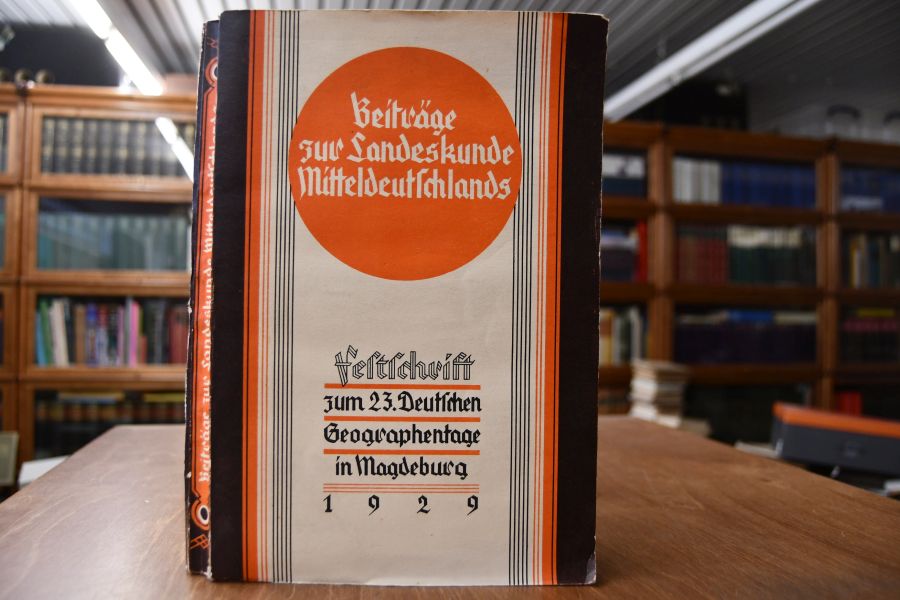 Beiträge
zur Landeskunde
Mitteldeutſchlands
Feſtſchrift
zum 23. Deutſchen
Geographentage
in Magdeburg
1929
Beiträge zur Landeskunde Mitteldeutſchlands